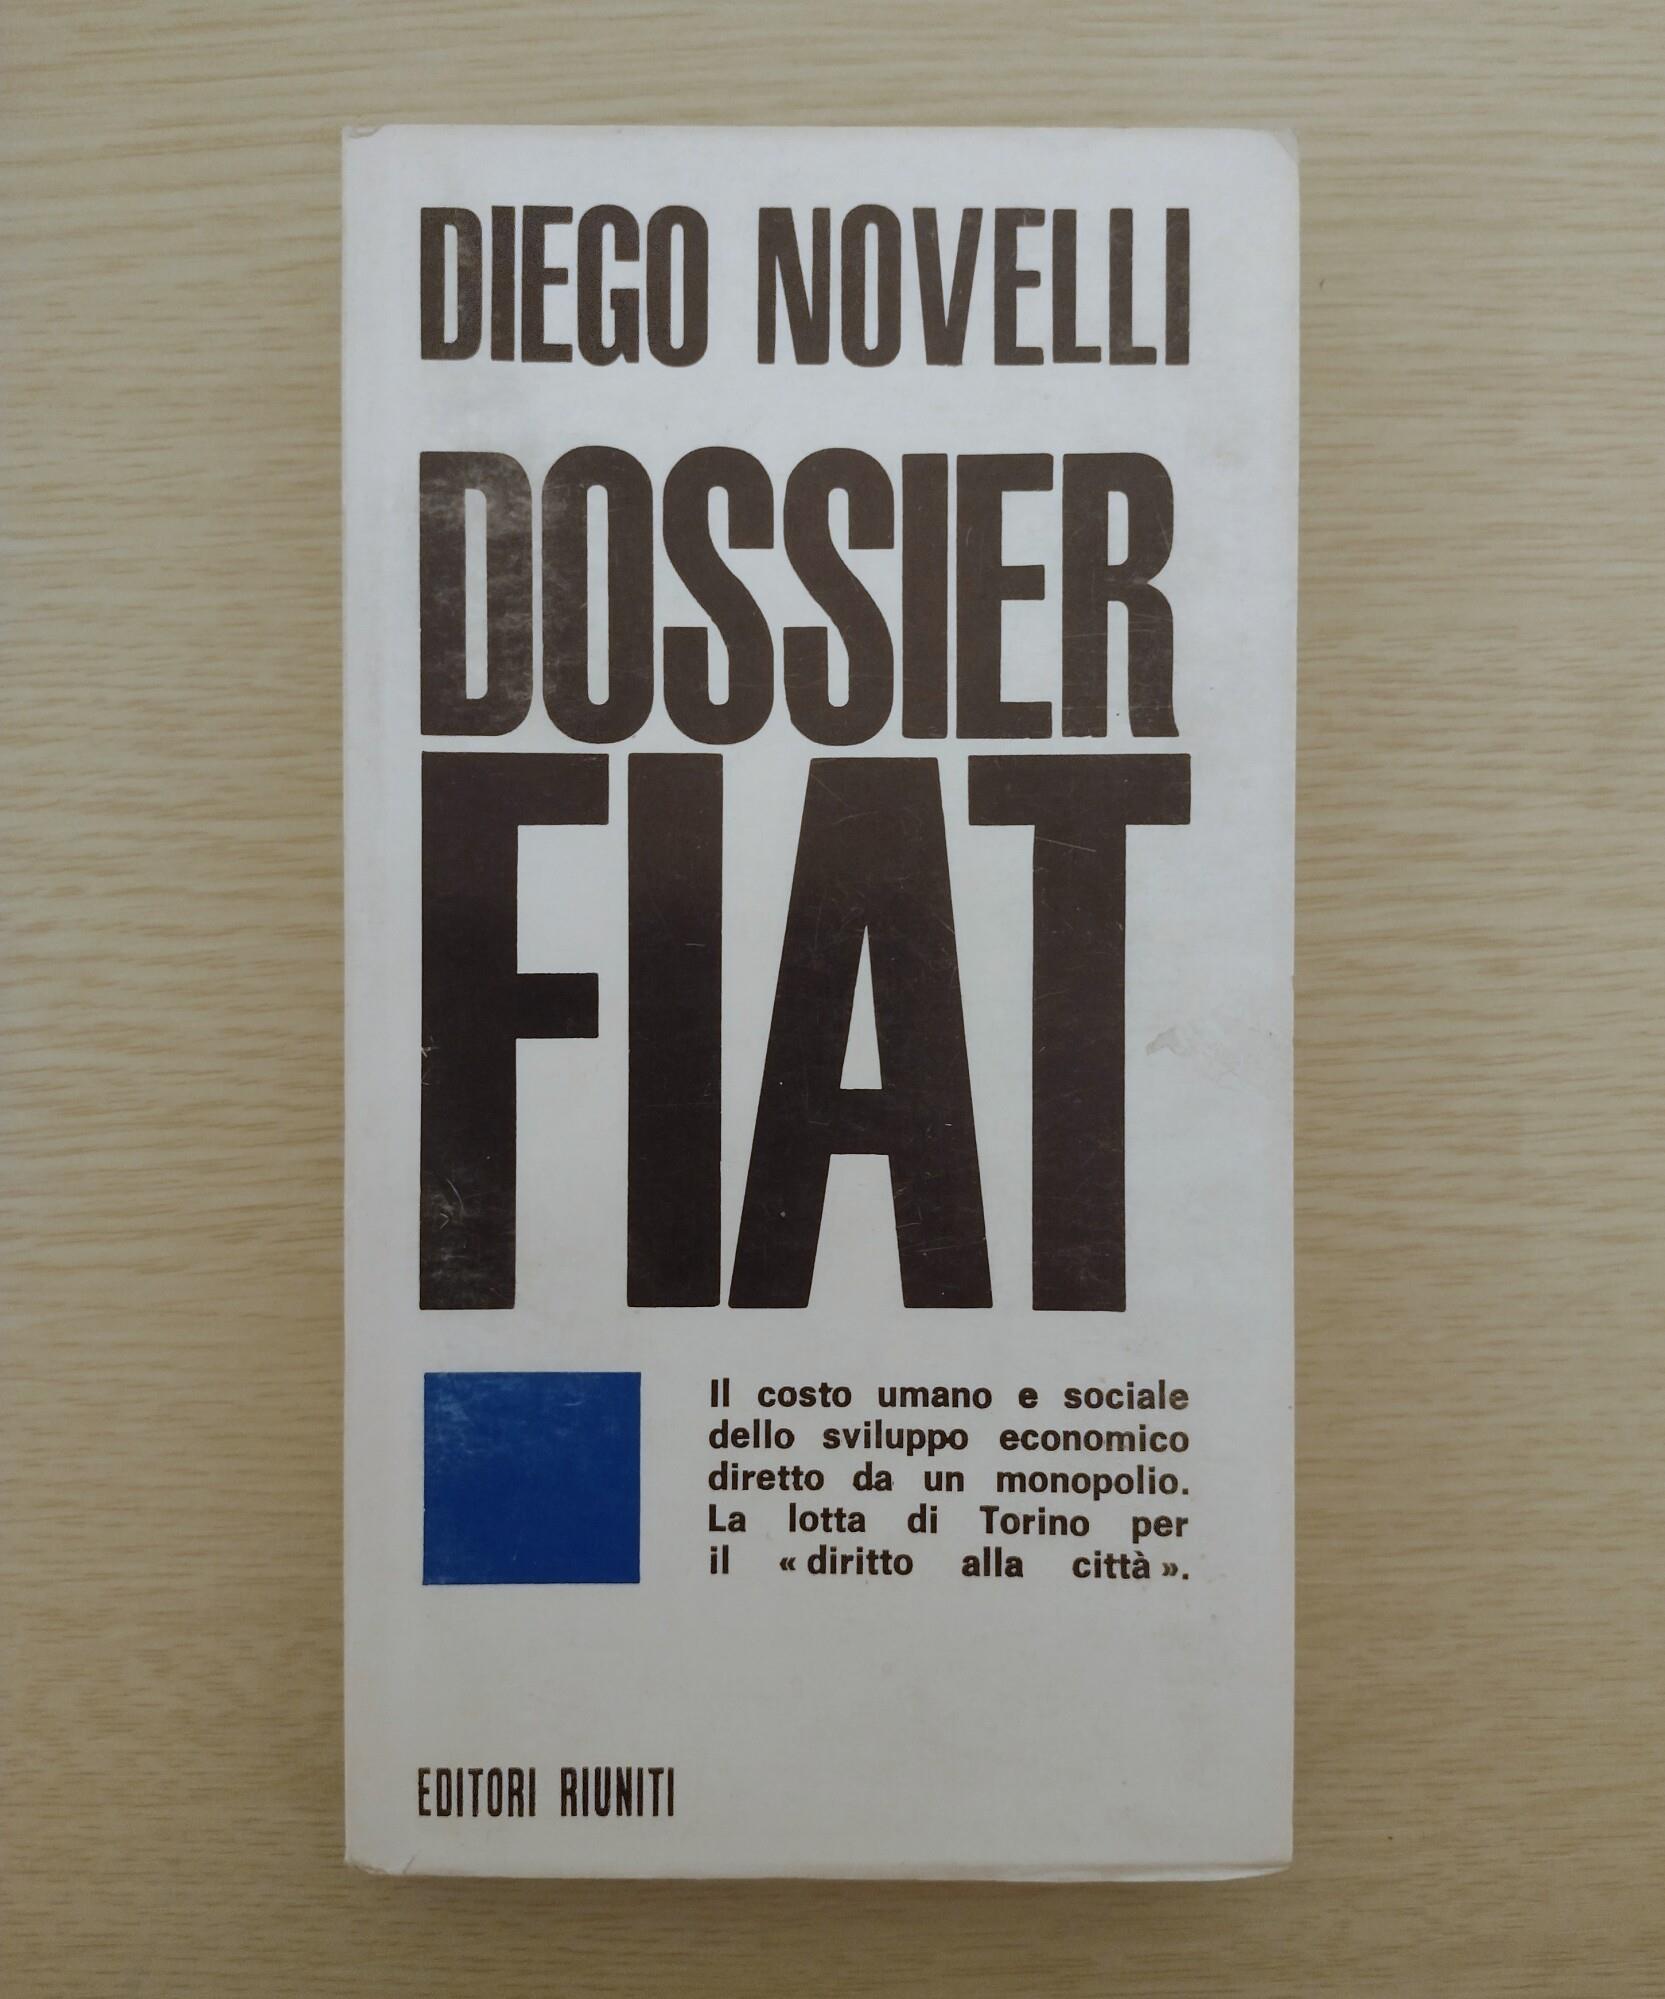 DIEGO NOVELLI
DOSSIER
FIAT
Il costo umano e sociale
dello sviluppo economico
diretto da un monopolio.
La lotta di Torino per
il « diritto alla città ».
EDITORI RIUNITI